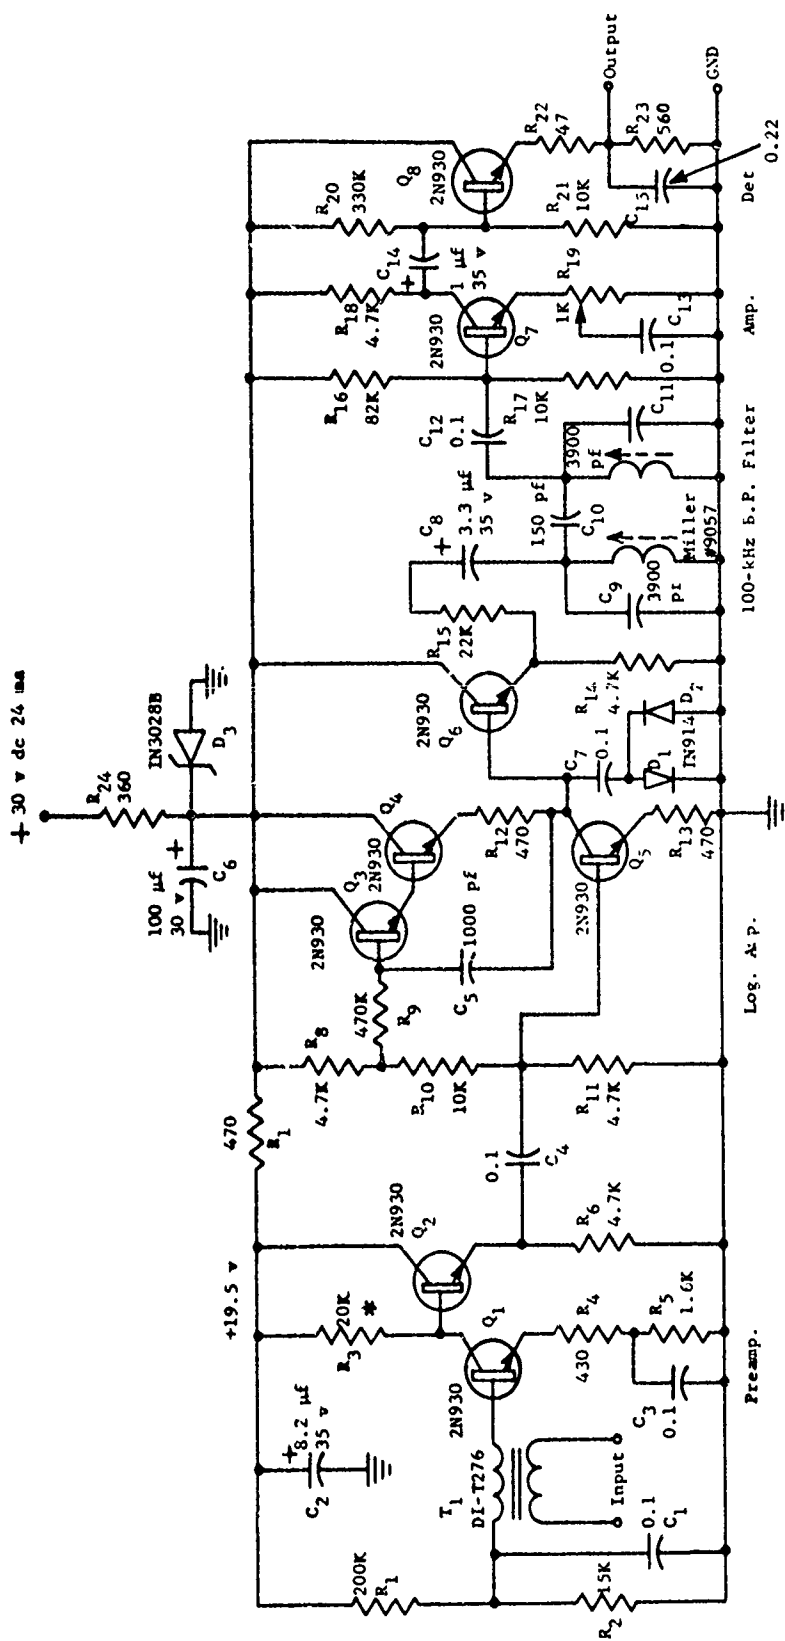 + 30 v dc 24 ma
R24
360
100 µf
30 v
+
C6
IN3028B
D3
+19.5 v
470
R1
200K
R1
R2
15K
C2
+
8.2 µf
35 v
T1
DI-T276
Input
0.1
C1
R3
20K
*
2N930
Q1
430
R4
R5
1.6K
C3
0.1
2N930
Q2
R6
4.7K
0.1
C4
R8
4.7K
470K
R9
R10
10K
R11
4.7K
C5
1000 pf
2N930
Q3
2N930
Q4
R12
470
2N930
Q5
R13
470
C7
0.1
D1
IN914
D2
2N930
Q6
R14
4.7K
R15
22K
C8
+
3.3 µf
35 v
C9
3900
pf
150 pf
C10
Miller
#9057
3900
pf
C11
C12
0.1
R16
82K
R17
10K
2N930
Q7
R18
4.7K
1K
R19
0.1
C13
C14
+
1 µf
35 v
R20
330K
R21
10K
Q8
2N930
R22
47
R23
560
C15
0.22
Output
GND
Preamp.
Log. Amp.
100-kHz B.P. Filter
Amp.
Det